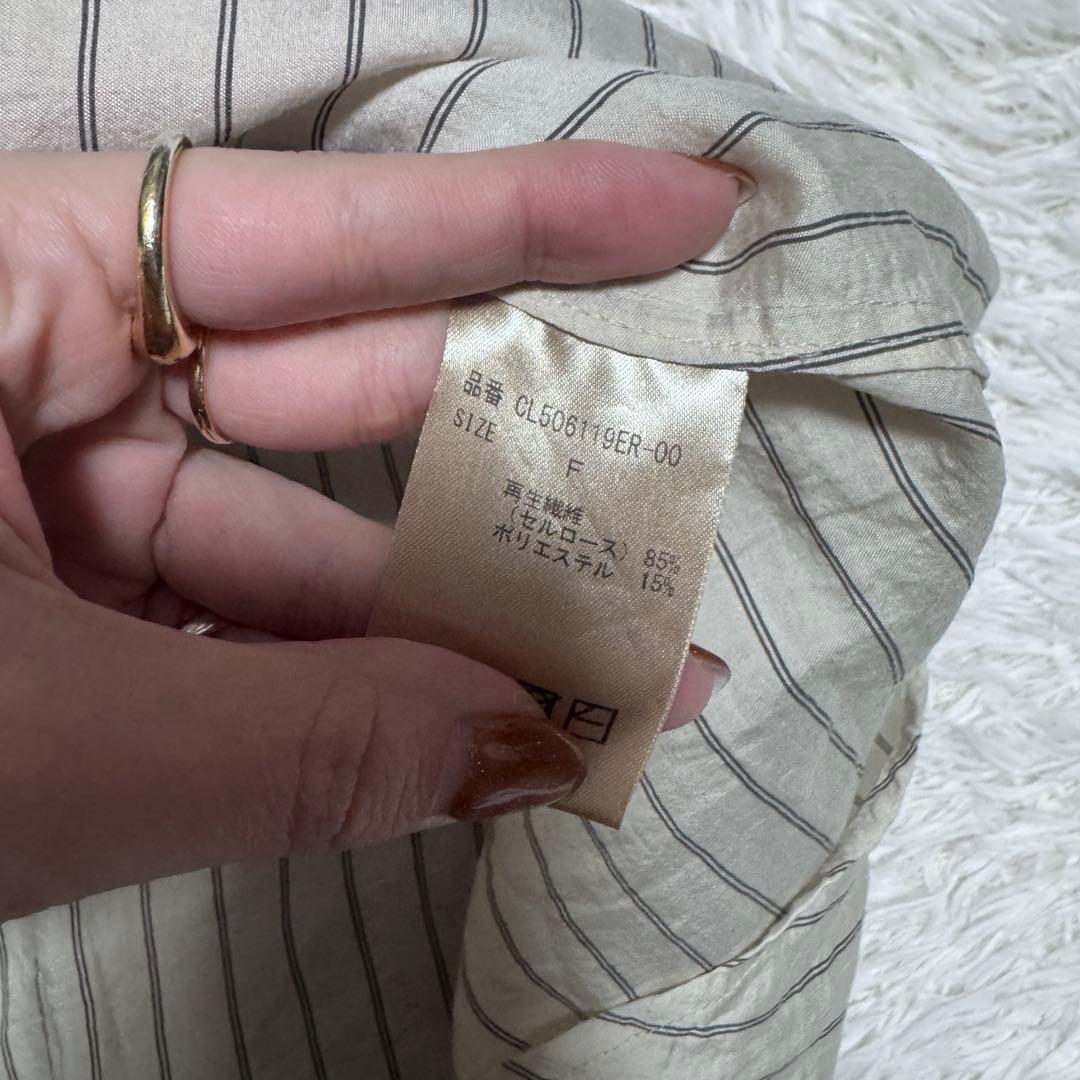 品番 CL506119ER-00
SIZE F
再生繊維
(セルロース) 85%
ポリエステル 15%